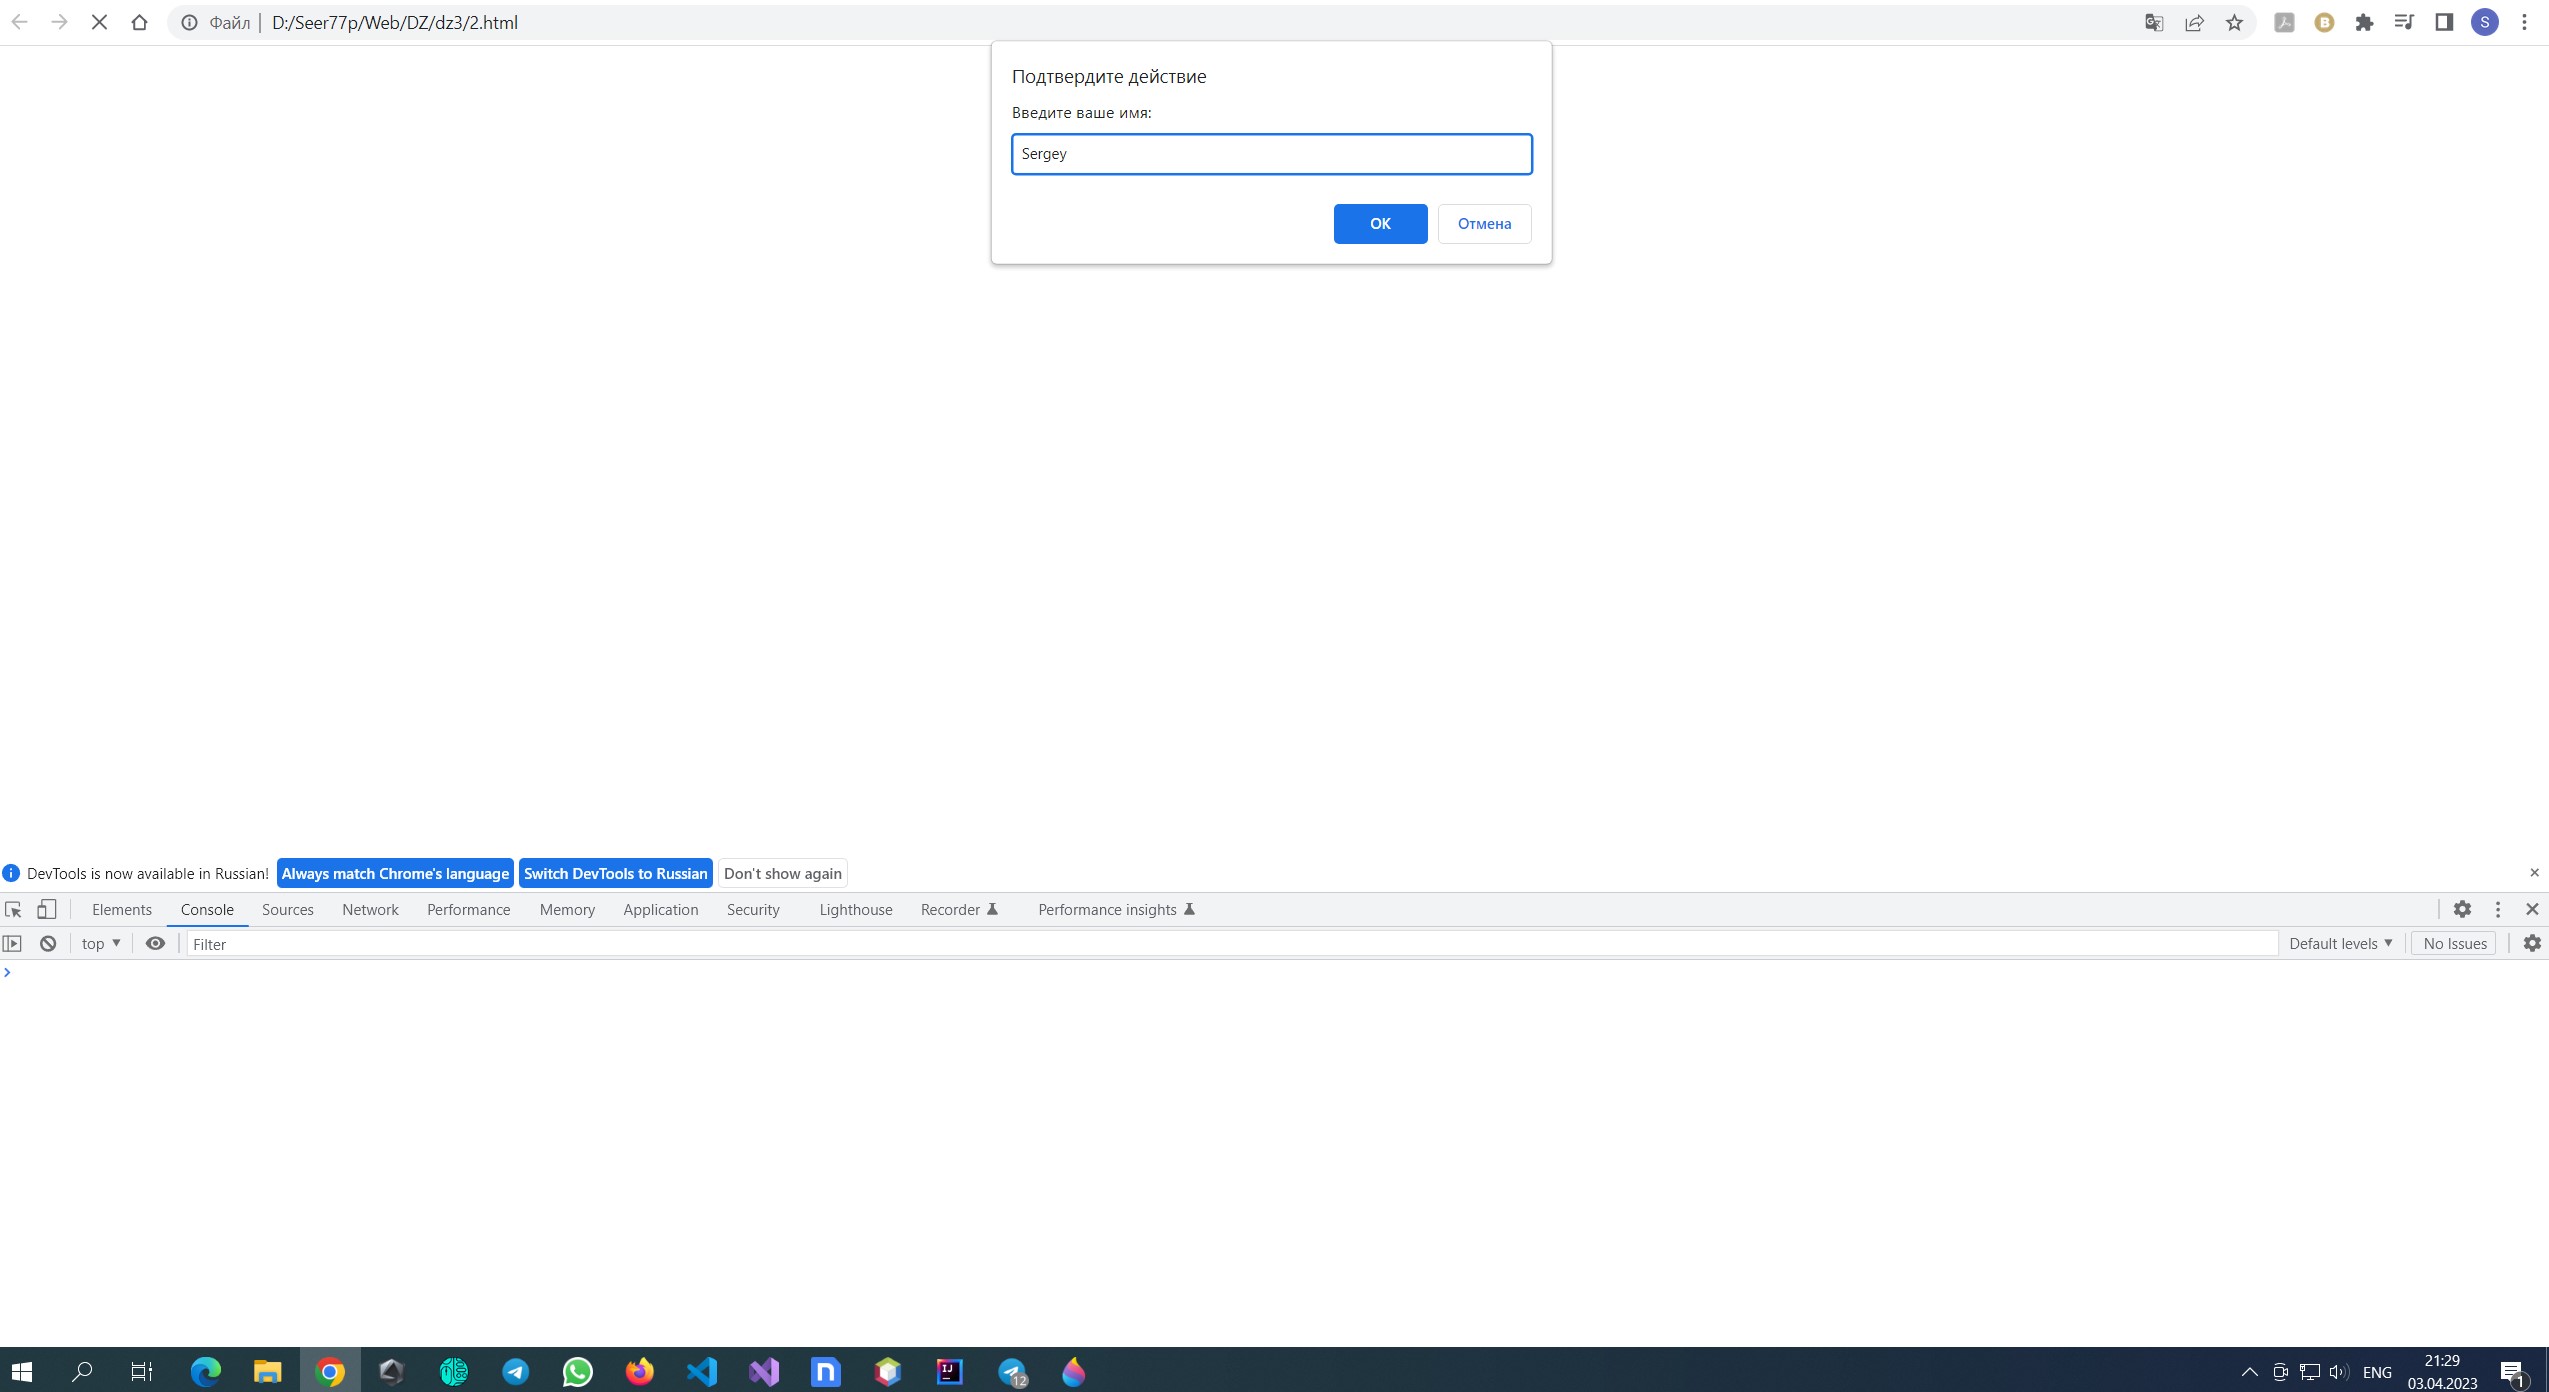 Файл D:/Seer77p/Web/DZ/dz3/2.html
B
S
Подтвердите действие
Введите ваше имя:
Sergey
ОК Отмена
DevTools is now available in Russian! Always match Chrome's language Switch DevTools to Russian Don't show again
Elements Console Sources Network Performance Memory Application Security Lighthouse Recorder Performance insights
top Filter Default levels No Issues
IJ
12
ENG
21:29
03.04.2023
1